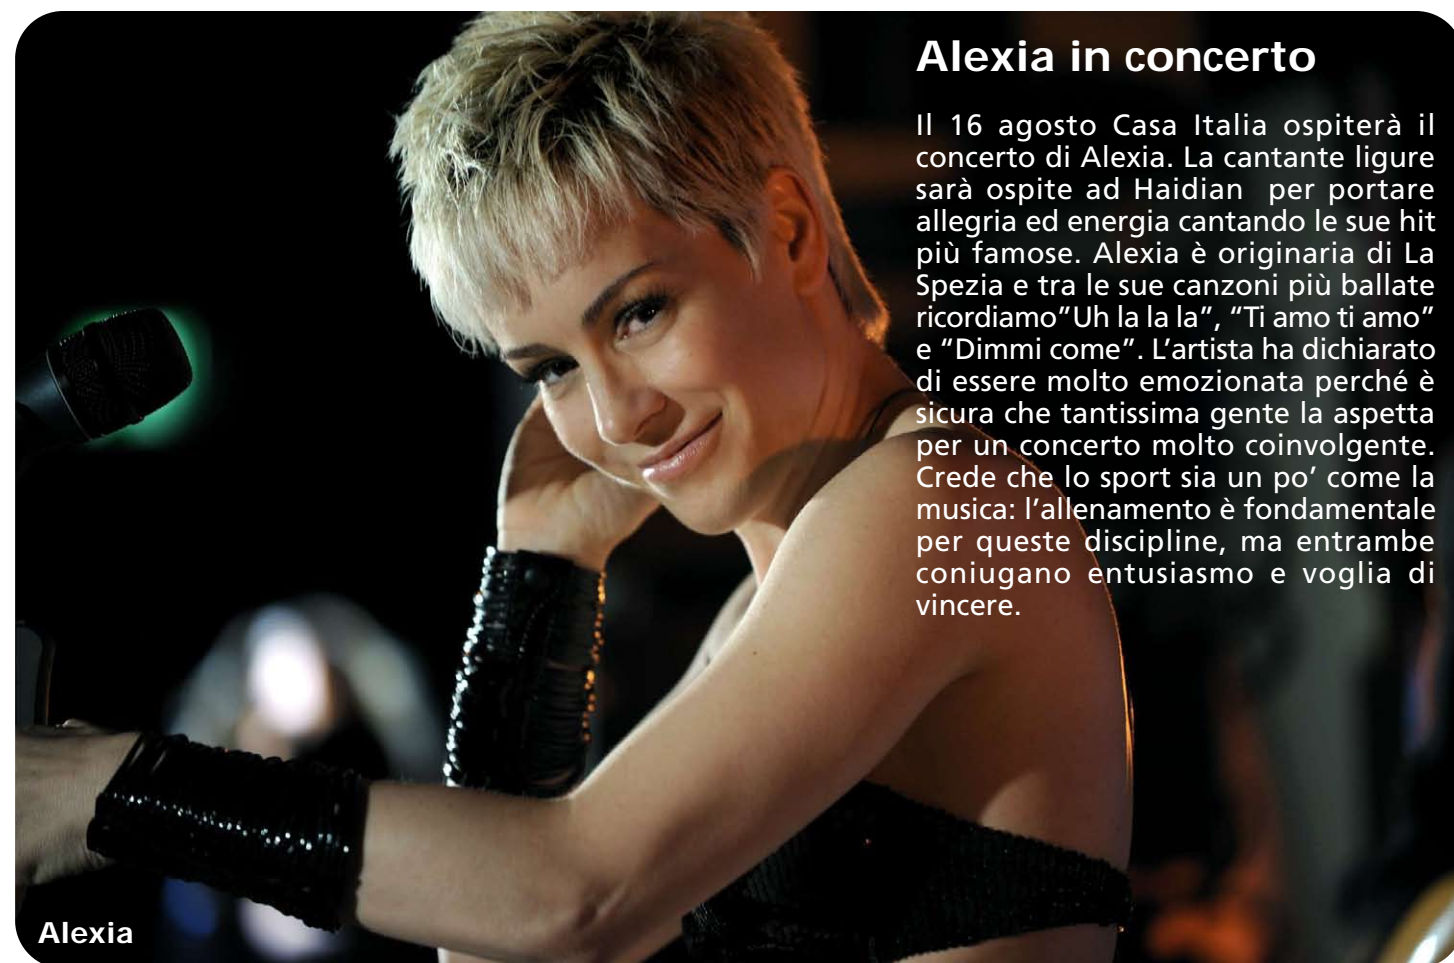 Alexia in concerto
Il 16 agosto Casa Italia ospiterà il
concerto di Alexia. La cantante ligure
sarà ospite ad Haidian  per portare
allegria ed energia cantando le sue hit
più famose. Alexia è originaria di La
Spezia e tra le sue canzoni più ballate
ricordiamo”Uh la la la”, “Ti amo ti amo”
e “Dimmi come”. L’artista ha dichiarato
di essere molto emozionata perché è
sicura che tantissima gente la aspetta
per un concerto molto coinvolgente.
Crede che lo sport sia un po’ come la
musica: l’allenamento è fondamentale
per queste discipline, ma entrambe
coniugano entusiasmo e voglia di
vincere.
Alexia